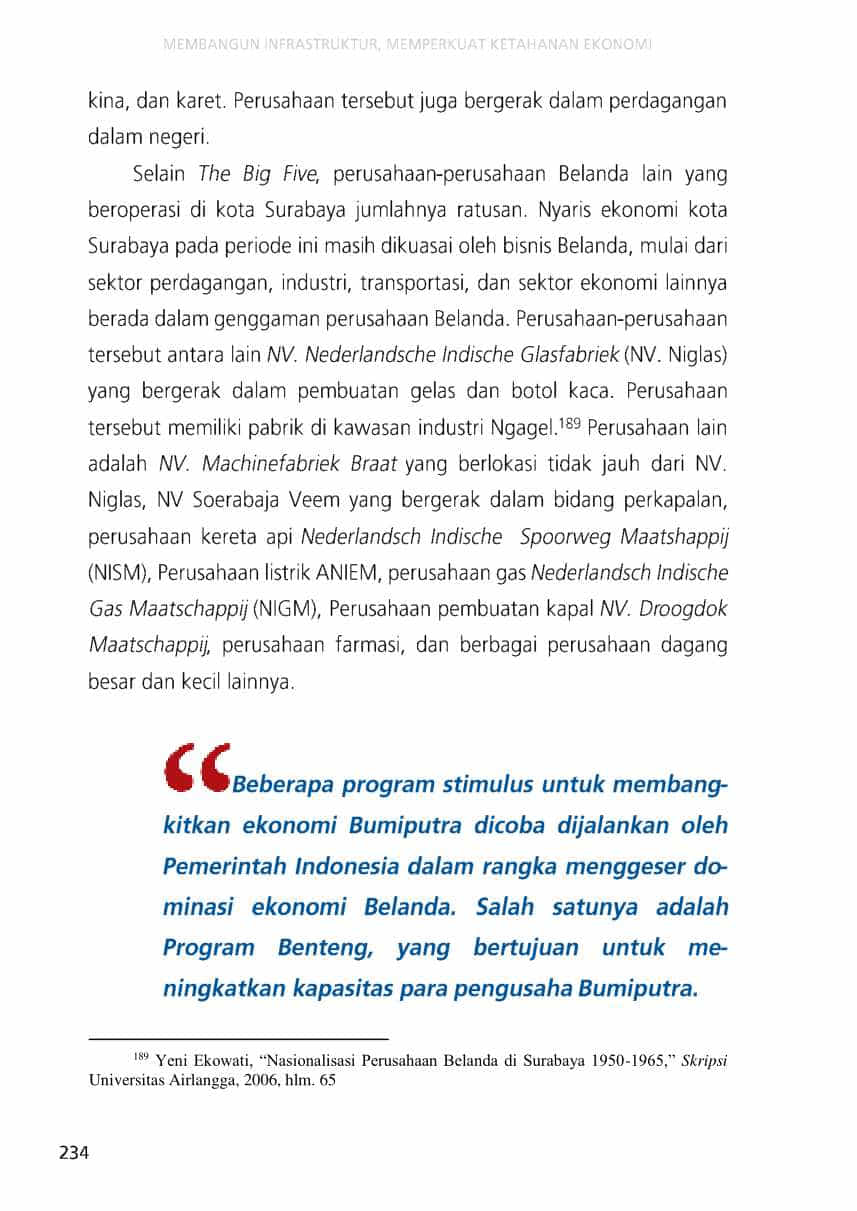 MEMBANGUN INFRASTRUKTUR, MEMPERKUAT KETAHANAN EKONOMI
kina, dan karet. Perusahaan tersebut juga bergerak dalam perdagangan
dalam negeri.
Selain The Big Five, perusahaan-perusahaan Belanda lain yang
beroperasi di kota Surabaya jumlahnya ratusan. Nyaris ekonomi kota
Surabaya pada periode ini masih dikuasai oleh bisnis Belanda, mulai dari
sektor perdagangan, industri, transportasi, dan sektor ekonomi lainnya
berada dalam genggaman perusahaan Belanda. Perusahaan-perusahaan
tersebut antara lain NV. Nederlandsche Indische Glasfabriek (NV. Niglas)
yang bergerak dalam pembuatan gelas dan botol kaca. Perusahaan
tersebut memiliki pabrik di kawasan industri Ngagel.189 Perusahaan lain
adalah NV. Machinefabriek Braat yang berlokasi tidak jauh dari NV.
Niglas, NV Soerabaja Veem yang bergerak dalam bidang perkapalan,
perusahaan kereta api Nederlandsch Indische Spoorweg Maatshappij
(NISM), Perusahaan listrik ANIEM, perusahaan gas Nederlandsch Indische
Gas Maatschappij (NIGM), Perusahaan pembuatan kapal NV. Droogdok
Maatschappij, perusahaan farmasi, dan berbagai perusahaan dagang
besar dan kecil lainnya.
“Beberapa program stimulus untuk membang-
kitkan ekonomi Bumiputra dicoba dijalankan oleh
Pemerintah Indonesia dalam rangka menggeser do-
minasi ekonomi Belanda. Salah satunya adalah
Program Benteng, yang bertujuan untuk me-
ningkatkan kapasitas para pengusaha Bumiputra.
189 Yeni Ekowati, “Nasionalisasi Perusahaan Belanda di Surabaya 1950-1965,” Skripsi
Universitas Airlangga, 2006, hlm. 65
234